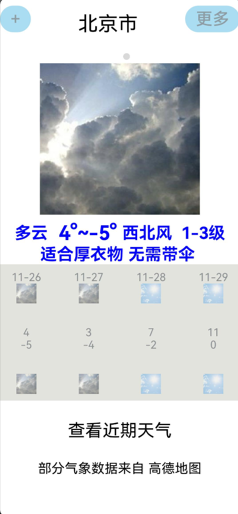 + 北京市 更多
多云 4°~-5° 西北风 1-3级
适合厚衣物 无需带伞
11-26 11-27 11-28 11-29
4 3 7 11
-5 -4 -2 0
查看近期天气
部分气象数据来自 高德地图